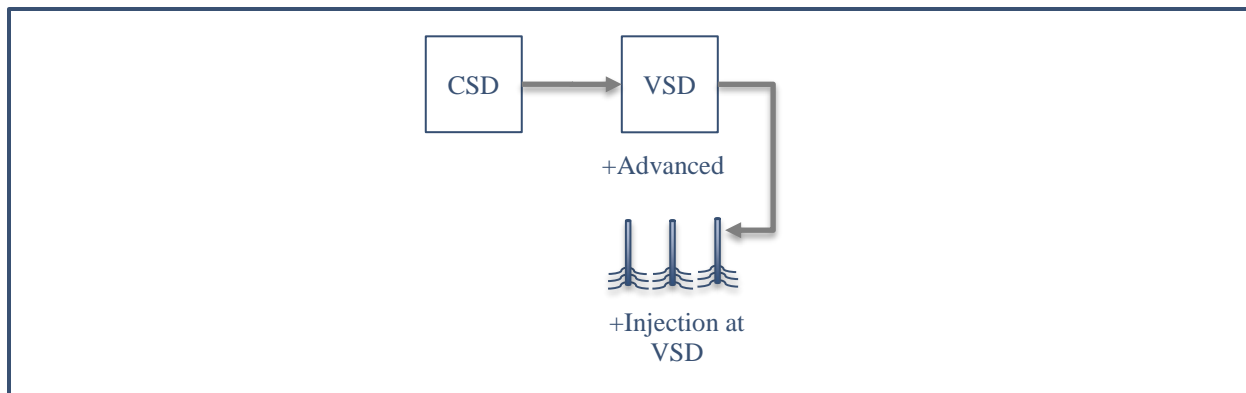 CSD
VSD
+Advanced
+Injection at
VSD